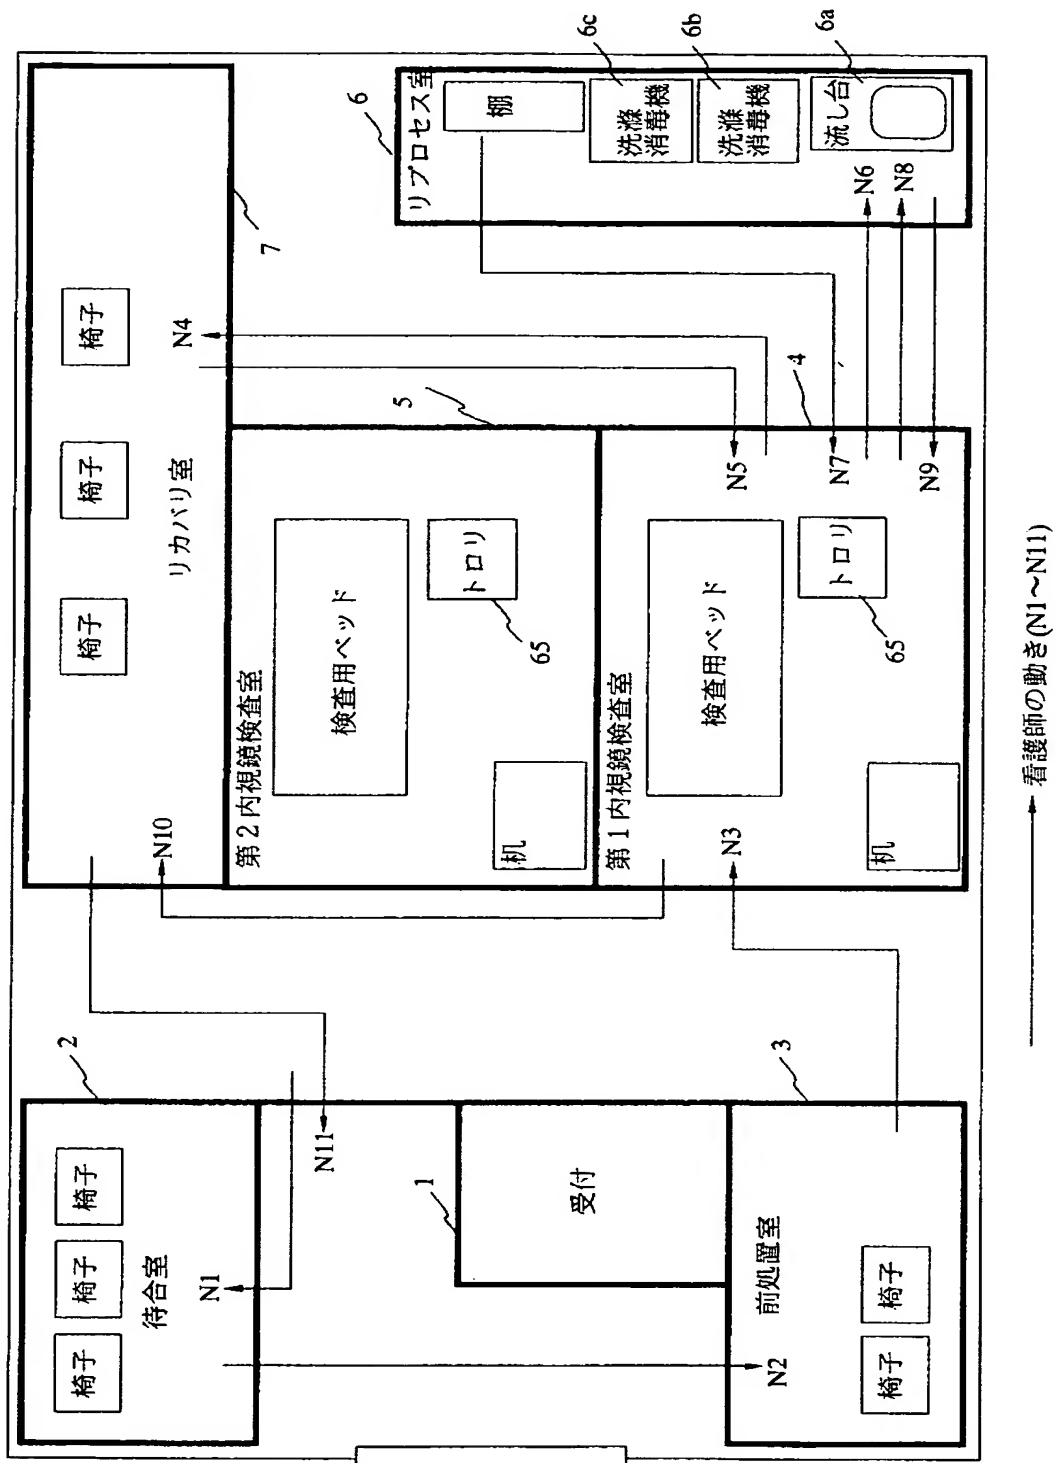 2
椅子
椅子
椅子
待合室
N1
N11
1
受付
前処置室
N2
椅子
椅子
3
7
椅子
椅子
椅子
リカバリ室
N4
N10
5
第2内視鏡検査室
検査用ベッド
トロリ
65
机
4
第1内視鏡検査室
検査用ベッド
トロリ
65
机
N3
N5
N7
N9
6
リプロセス室
棚
洗滌
消毒機
6c
洗滌
消毒機
6b
流し台
6a
N6
N8
看護師の動き(N1~N11)